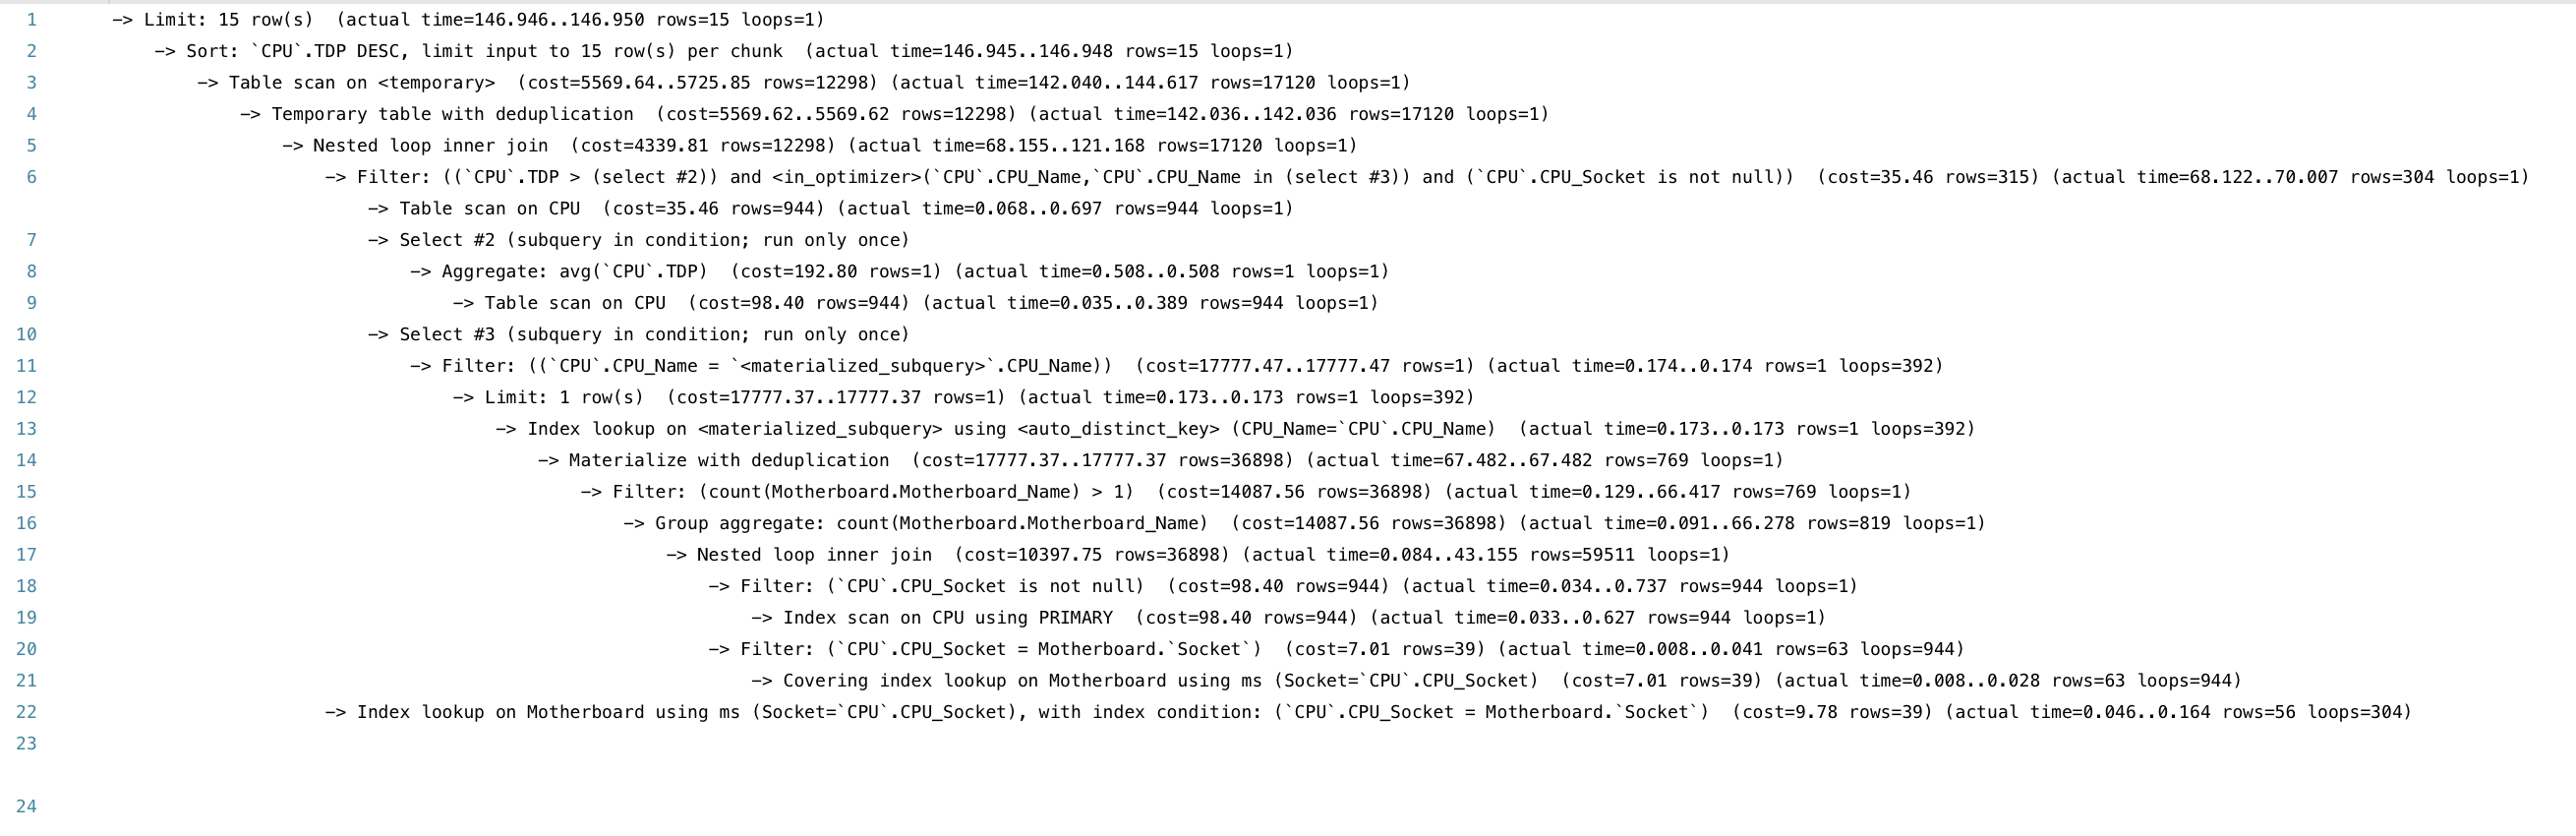 1 -> Limit: 15 row(s)  (actual time=146.946..146.950 rows=15 loops=1)
2 -> Sort: `CPU`.TDP DESC, limit input to 15 row(s) per chunk  (actual time=146.945..146.948 rows=15 loops=1)
3 -> Table scan on <temporary>  (cost=5569.64..5725.85 rows=12298) (actual time=142.040..144.617 rows=17120 loops=1)
4 -> Temporary table with deduplication  (cost=5569.62..5569.62 rows=12298) (actual time=142.036..142.036 rows=17120 loops=1)
5 -> Nested loop inner join  (cost=4339.81 rows=12298) (actual time=68.155..121.168 rows=17120 loops=1)
6 -> Filter: ((`CPU`.TDP > (select #2)) and <in_optimizer>(`CPU`.CPU_Name,`CPU`.CPU_Name in (select #3)) and (`CPU`.CPU_Socket is not null))  (cost=35.46 rows=315) (actual time=68.122..70.007 rows=304 loops=1)
-> Table scan on CPU  (cost=35.46 rows=944) (actual time=0.068..0.697 rows=944 loops=1)
7 -> Select #2 (subquery in condition; run only once)
8 -> Aggregate: avg(`CPU`.TDP)  (cost=192.80 rows=1) (actual time=0.508..0.508 rows=1 loops=1)
9 -> Table scan on CPU  (cost=98.40 rows=944) (actual time=0.035..0.389 rows=944 loops=1)
10 -> Select #3 (subquery in condition; run only once)
11 -> Filter: ((`CPU`.CPU_Name = `<materialized_subquery>`.CPU_Name))  (cost=17777.47..17777.47 rows=1) (actual time=0.174..0.174 rows=1 loops=392)
12 -> Limit: 1 row(s)  (cost=17777.37..17777.37 rows=1) (actual time=0.173..0.173 rows=1 loops=392)
13 -> Index lookup on <materialized_subquery> using <auto_distinct_key> (CPU_Name=`CPU`.CPU_Name)  (actual time=0.173..0.173 rows=1 loops=392)
14 -> Materialize with deduplication  (cost=17777.37..17777.37 rows=36898) (actual time=67.482..67.482 rows=769 loops=1)
15 -> Filter: (count(Motherboard.Motherboard_Name) > 1)  (cost=14087.56 rows=36898) (actual time=0.129..66.417 rows=769 loops=1)
16 -> Group aggregate: count(Motherboard.Motherboard_Name)  (cost=14087.56 rows=36898) (actual time=0.091..66.278 rows=819 loops=1)
17 -> Nested loop inner join  (cost=10397.75 rows=36898) (actual time=0.084..43.155 rows=59511 loops=1)
18 -> Filter: (`CPU`.CPU_Socket is not null)  (cost=98.40 rows=944) (actual time=0.034..0.737 rows=944 loops=1)
19 -> Index scan on CPU using PRIMARY  (cost=98.40 rows=944) (actual time=0.033..0.627 rows=944 loops=1)
20 -> Filter: (`CPU`.CPU_Socket = Motherboard.`Socket`)  (cost=7.01 rows=39) (actual time=0.008..0.041 rows=63 loops=944)
21 -> Covering index lookup on Motherboard using ms (Socket=`CPU`.CPU_Socket)  (cost=7.01 rows=39) (actual time=0.008..0.028 rows=63 loops=944)
22 -> Index lookup on Motherboard using ms (Socket=`CPU`.CPU_Socket), with index condition: (`CPU`.CPU_Socket = Motherboard.`Socket`)  (cost=9.78 rows=39) (actual time=0.046..0.164 rows=56 loops=304)
23
24